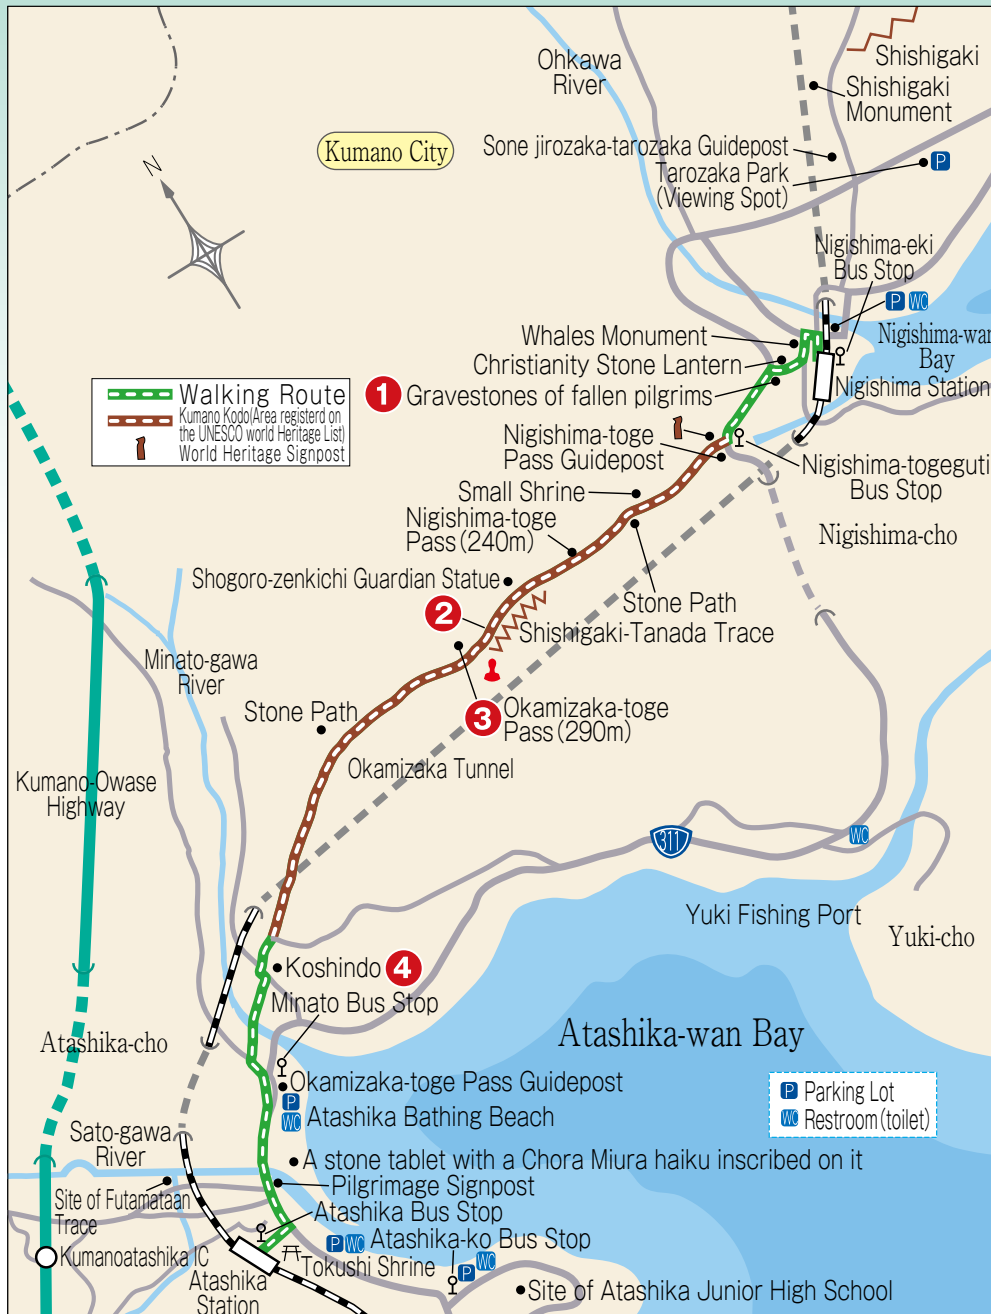 Shishigaki
Shishigaki
Monument
Ohkawa
River
Kumano City
N
Sone jirozaka-tarozaka Guidepost
Tarozaka Park
(Viewing Spot)
P
Nigishima-eki
Bus Stop
P WC
Nigishima-wan
Bay
Whales Monument
Christianity Stone Lantern
Nigishima Station
1 Gravestones of fallen pilgrims
Walking Route
Kumano Kodo(Area registerd on
the UNESCO world Heritage List)
World Heritage Signpost
Nigishima-toge
Pass Guidepost
Nigishima-togeguti
Bus Stop
Small Shrine
Nigishima-toge
Pass(240m)
Nigishima-cho
Shogoro-zenkichi Guardian Statue
Stone Path
2
Shishigaki-Tanada Trace
Minato-gawa
River
3 Okamizaka-toge
Pass(290m)
Stone Path
Okamizaka Tunnel
Kumano-Owase
Highway
311
WC
Yuki Fishing Port
Yuki-cho
Koshindo 4
Minato Bus Stop
Atashika-cho
Atashika-wan Bay
Okamizaka-toge Pass Guidepost
P
WC Atashika Bathing Beach
P Parking Lot
WC Restroom(toilet)
Sato-gawa
River
A stone tablet with a Chora Miura haiku inscribed on it
Pilgrimage Signpost
Site of Futamataan
Trace
Atashika Bus Stop
P WC Atashika-ko Bus Stop
Kumanoatashika IC
Tokushi Shrine
P WC
Atashika
Station
Site of Atashika Junior High School